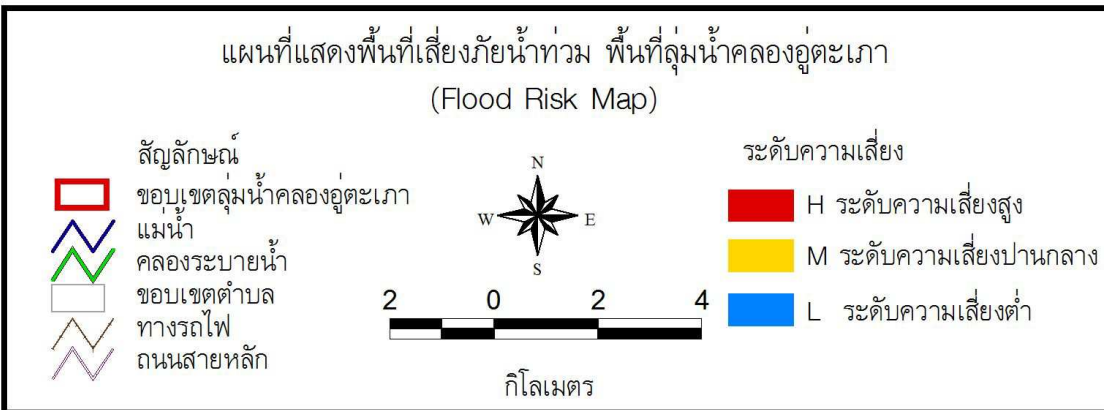 แผนที่แสดงพื้นที่เสี่ยงภัยน้ำท่วม พื้นที่ลุ่มน้ำคลองอู่ตะเภา
(Flood Risk Map)
สัญลักษณ์
ขอบเขตลุ่มน้ำคลองอู่ตะเภา
แม่น้ำ
คลองระบายน้ำ
ขอบเขตตำบล
ทางรถไฟ
ถนนสายหลัก
N
W E
S
2 0 2 4
กิโลเมตร
ระดับความเสี่ยง
H ระดับความเสี่ยงสูง
M ระดับความเสี่ยงปานกลาง
L ระดับความเสี่ยงต่ำ